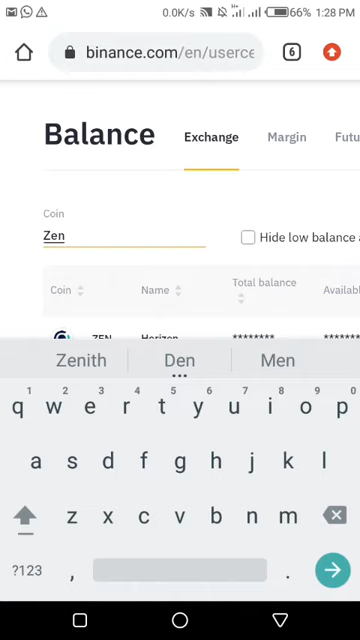 0.0K/s 66% 1:28 PM
binance.com/en/userce
6
Balance Exchange Margin Futu
Coin
Zen
Hide low balance a
Coin Name Total balance Availabl
ZEN Horizen ******** ********
Zenith Den Men
1 2 3 4 5 6 7 8 9 0
q w e r t y u i o p
a s d f g h j k l
z x c v b n m
?123 , .